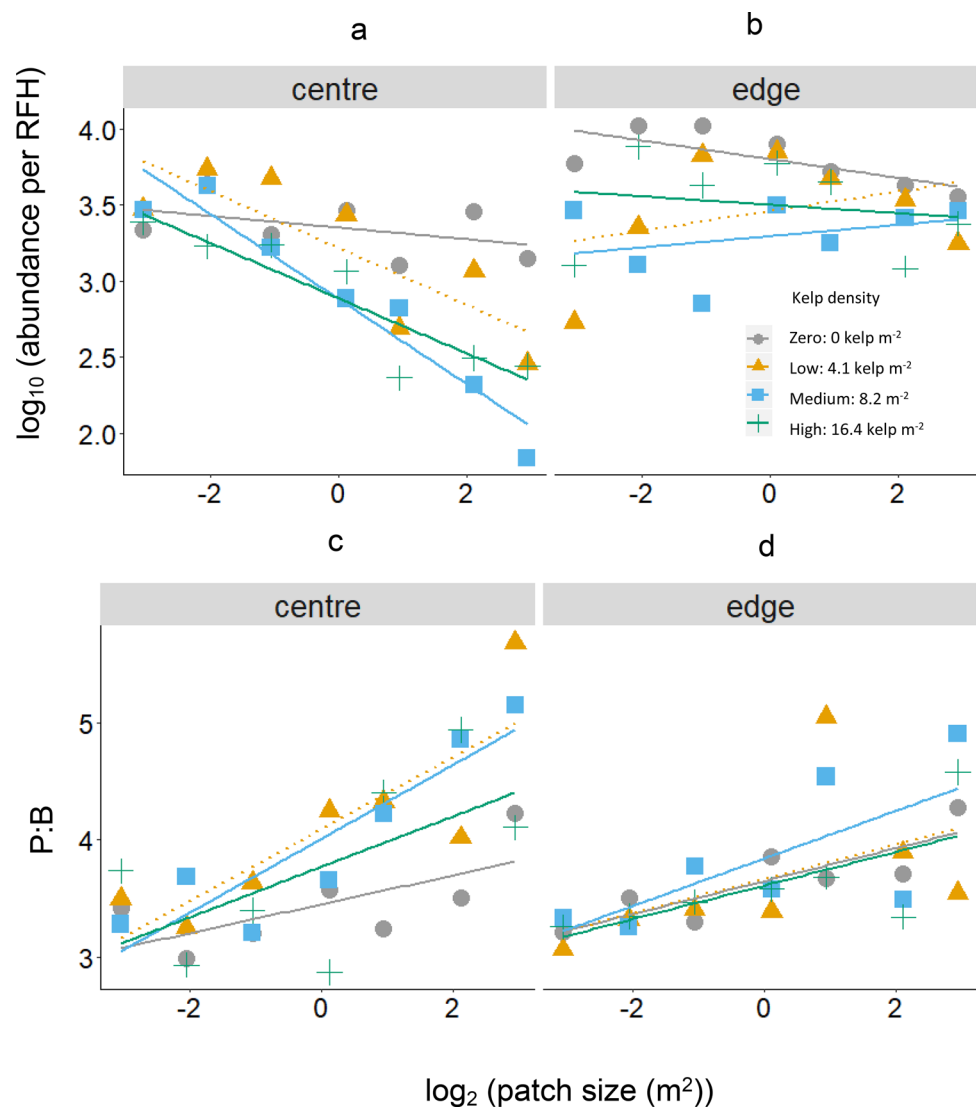 a b
centre edge
log₁₀ (abundance per RFH)
4.0
3.5
3.0
2.5
2.0
Kelp density
Zero: 0 kelp m⁻²
Low: 4.1 kelp m⁻²
Medium: 8.2 m⁻²
High: 16.4 kelp m⁻²
-2 0 2 -2 0 2
c d
centre edge
P:B
5
4
3
-2 0 2 -2 0 2
log₂ (patch size (m²))